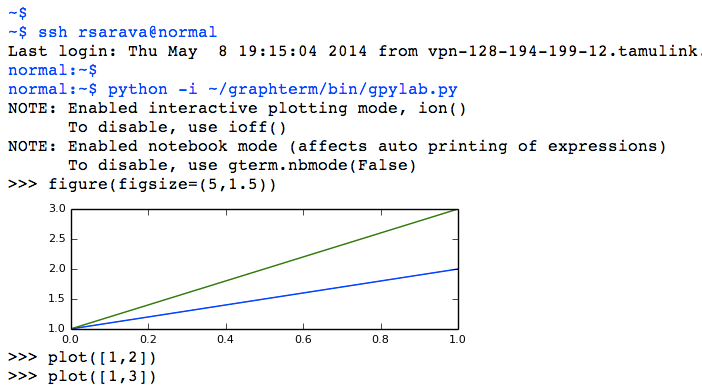 ~$
~$ ssh rsarava@normal
Last login: Thu May  8 19:15:04 2014 from vpn-128-194-199-12.tamulink.
normal:~$
normal:~$ python -i ~/graphterm/bin/gpylab.py
NOTE: Enabled interactive plotting mode, ion()
      To disable, use ioff()
NOTE: Enabled notebook mode (affects auto printing of expressions)
      To disable, use gterm.nbmode(False)
>>> figure(figsize=(5,1.5))
3.0
2.5
2.0
1.5
1.0
0.0 0.2 0.4 0.6 0.8 1.0
>>> plot([1,2])
>>> plot([1,3])